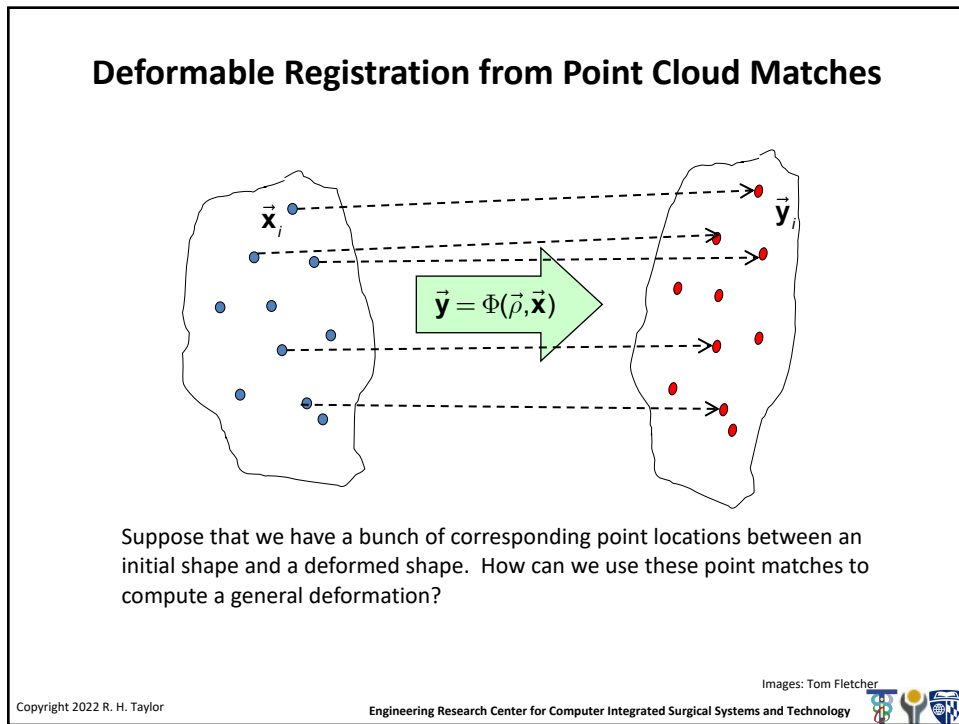 Deformable Registration from Point Cloud Matches
x⃗ᵢ
y⃗ᵢ
y⃗ = Φ(ρ⃗,x⃗)
Suppose that we have a bunch of corresponding point locations between an
initial shape and a deformed shape. How can we use these point matches to
compute a general deformation?
Images: Tom Fletcher
Copyright 2022 R. H. Taylor
Engineering Research Center for Computer Integrated Surgical Systems and Technology